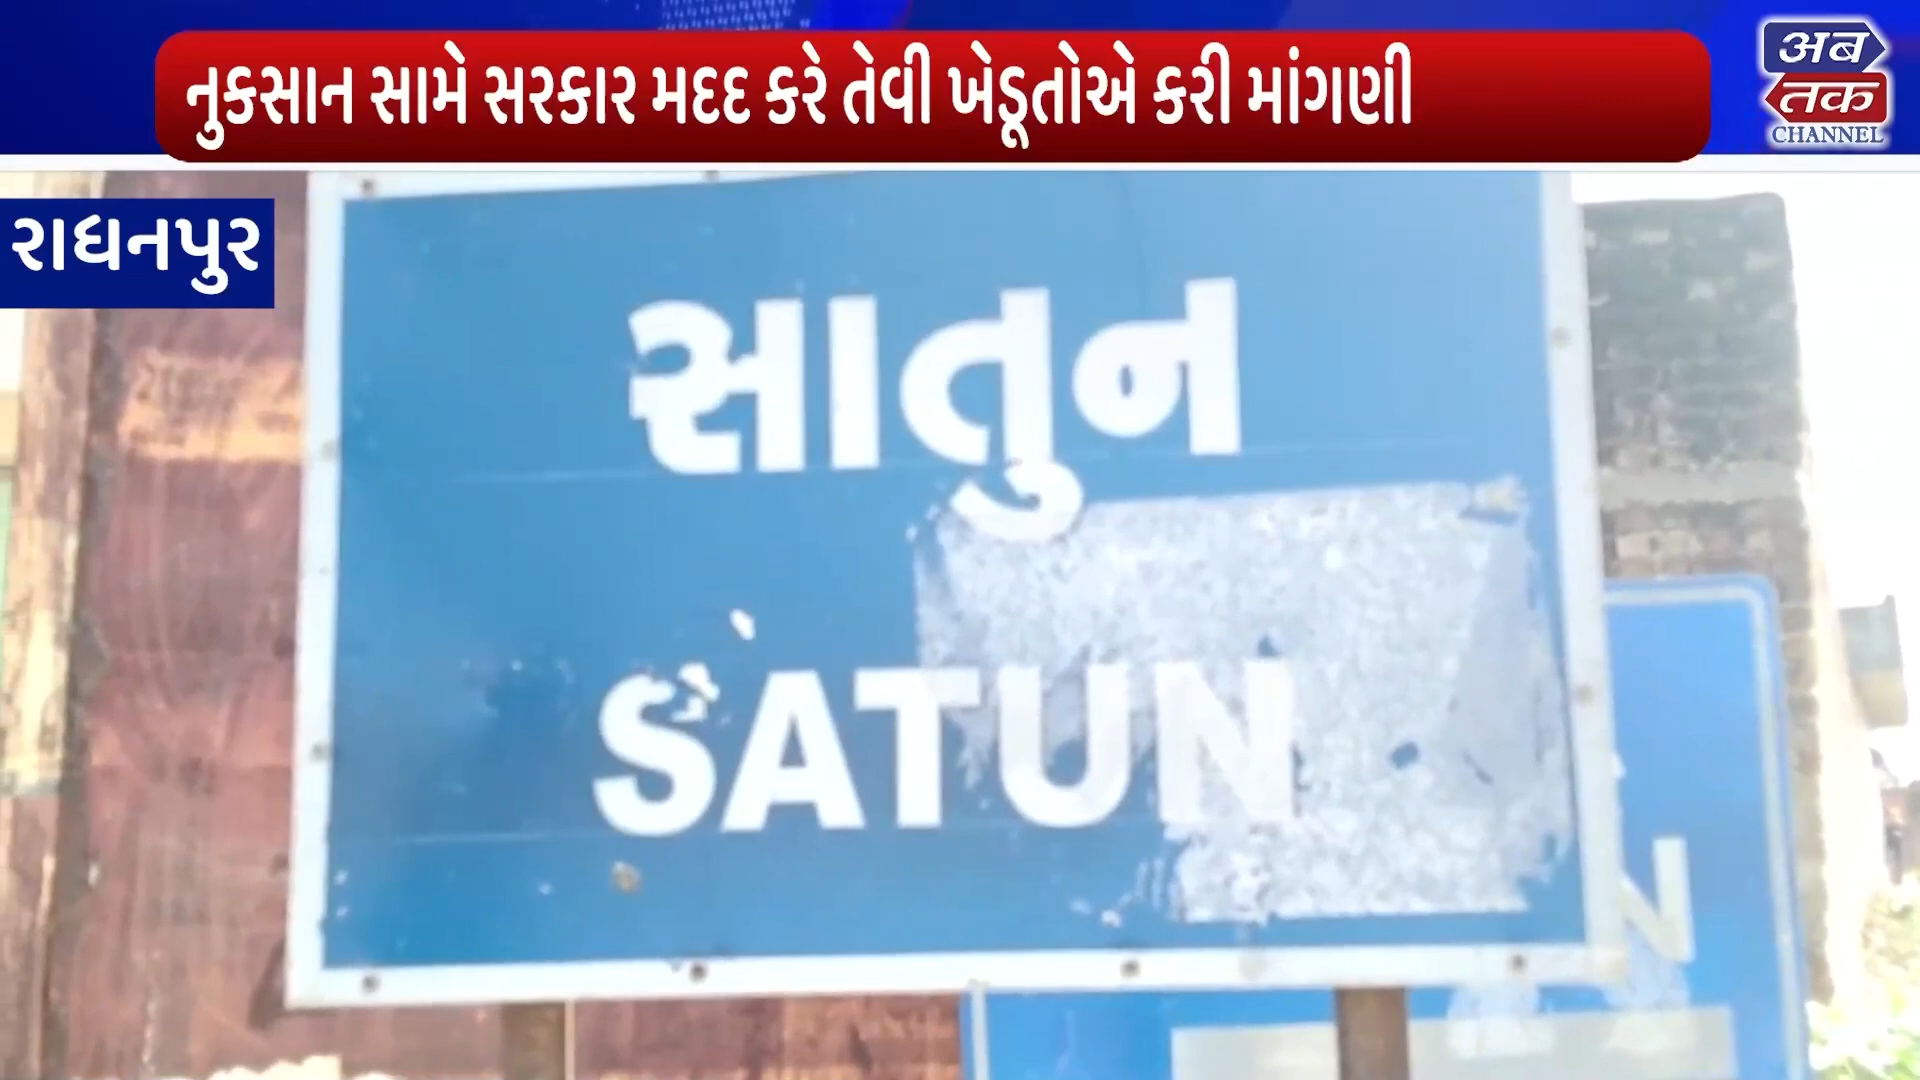 નુકસાન સામે સરકાર મદદ કરે તેવી ખેડૂતોએ કરી માંગણી
अब
तक
CHANNEL
રાધનપુર
સાતુન
SATUN
N